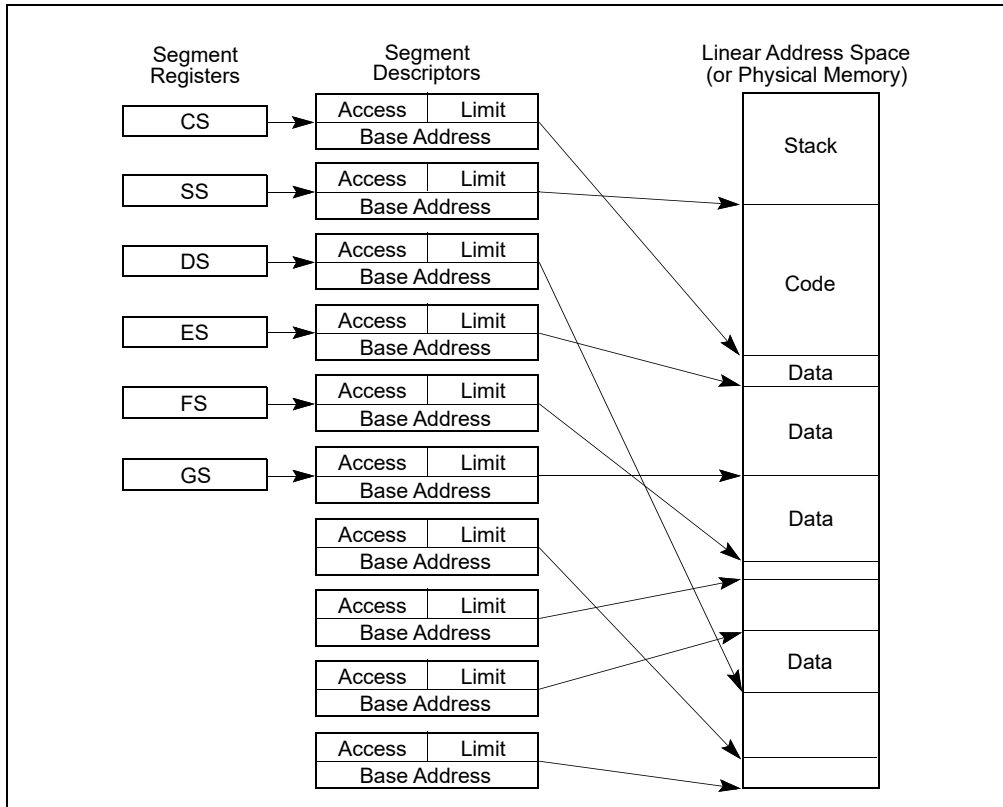 Segment
Registers
Segment
Descriptors
Linear Address Space
(or Physical Memory)
CS
Access Limit
Base Address
Stack
SS
Access Limit
Base Address
DS
Access Limit
Base Address
Code
ES
Access Limit
Base Address
Data
FS
Access Limit
Base Address
Data
GS
Access Limit
Base Address
Data
Access Limit
Base Address
Access Limit
Base Address
Access Limit
Base Address
Data
Access Limit
Base Address